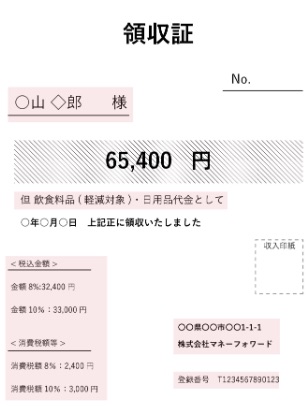 領収証
No.
○山 ◇郎　様
65,400 円
但 飲食料品 ( 軽減対象 )・日用品代金として
○年○月○日　上記正に領収いたしました
収入印紙
< 税込金額 >
金額 8%:32,400 円
金額 10%：33,000 円
< 消費税額等 >
消費税額 8%：2,400 円
消費税額 10%：3,000 円
○○県○○市○○1-1-1
株式会社マネーフォワード
登録番号　T1234567890123